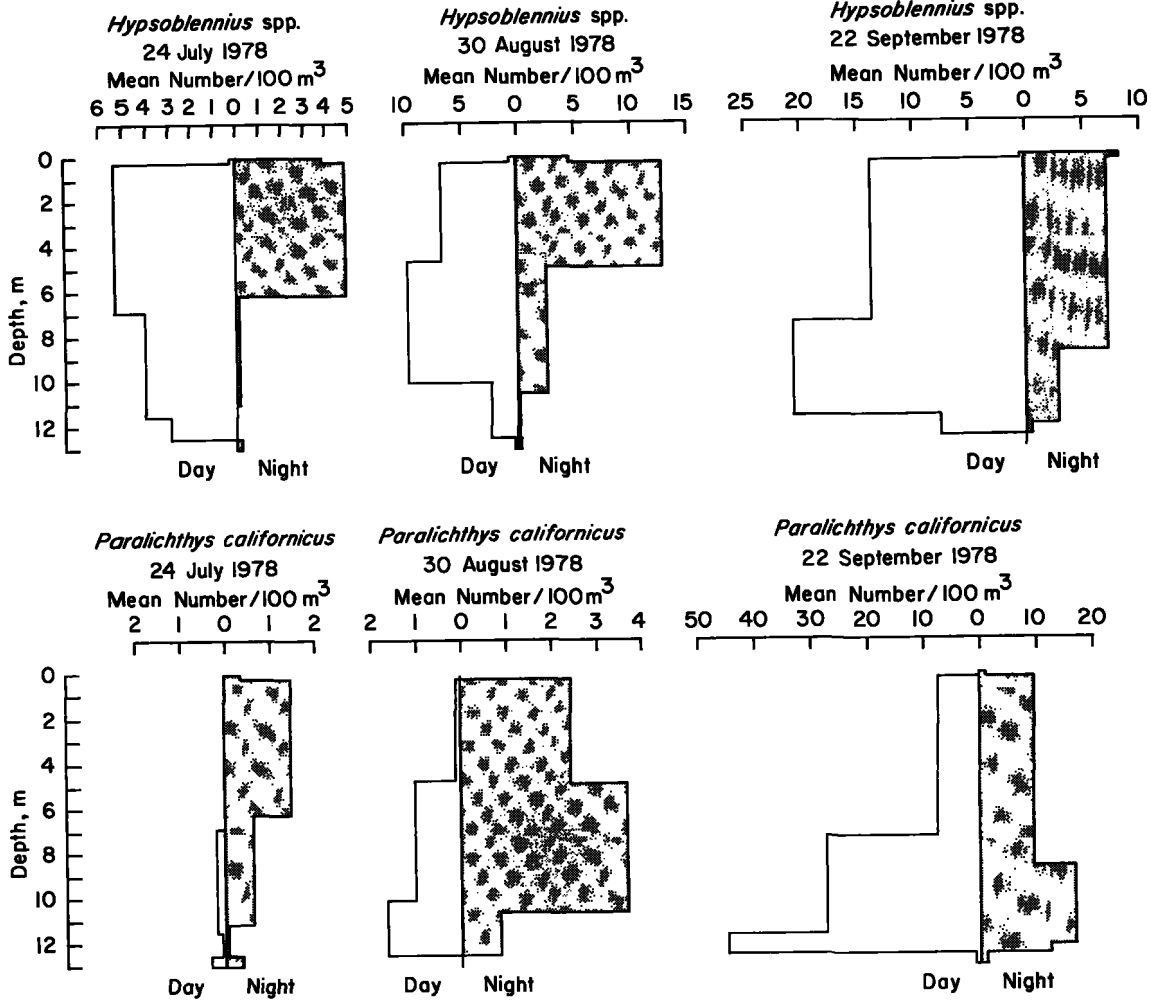 Hypsoblennius spp.
24 July 1978
Mean Number/100 m³
6 5 4 3 2 1 0 1 2 3 4 5
Hypsoblennius spp.
30 August 1978
Mean Number/100 m³
10 5 0 5 10 15
Hypsoblennius spp.
22 September 1978
Mean Number/100 m³
25 20 15 10 5 0 5 10
Depth, m
0
2
4
6
8
10
12
Day Night
Day Night
Day Night
Paralichthys californicus
24 July 1978
Mean Number/100 m³
2 1 0 1 2
Paralichthys californicus
30 August 1978
Mean Number/100m³
2 1 0 1 2 3 4
Paralichthys californicus
22 September 1978
Mean Number/100 m³
50 40 30 20 10 0 10 20
Depth, m
0
2
4
6
8
10
12
Day Night
Day Night
Day Night